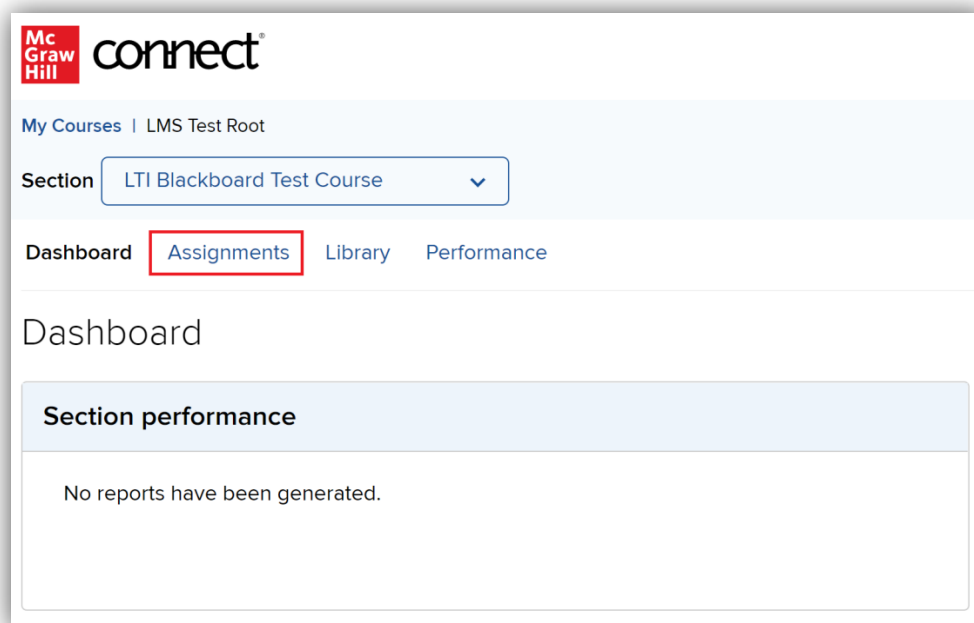 Mc
Graw
Hill
connect®
My Courses | LMS Test Root
Section LTI Blackboard Test Course
Dashboard Assignments Library Performance
Dashboard
Section performance
No reports have been generated.